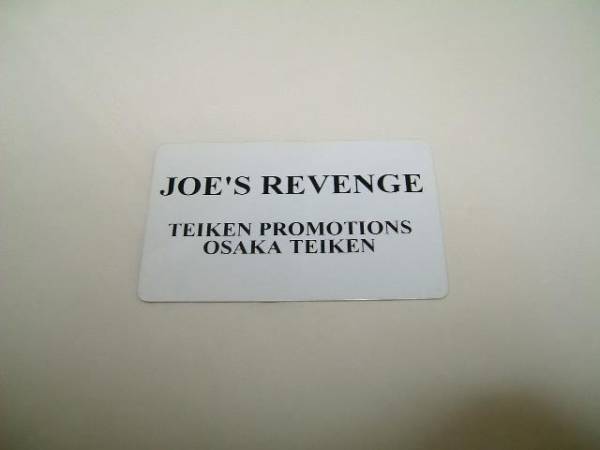 JOE'S REVENGE
TEIKEN PROMOTIONS
OSAKA TEIKEN